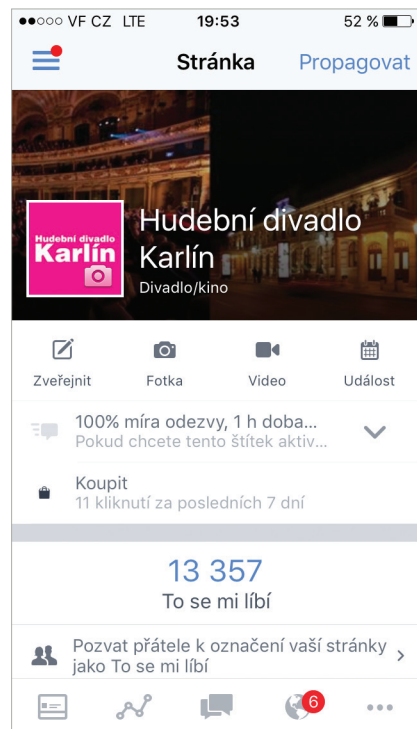 VF CZ LTE 19:53 52 %
Stránka Propagovat
Hudební divadlo
Karlín
Hudební divadlo
Karlín
Divadlo/kino
Zveřejnit Fotka Video Událost
100% míra odezvy, 1 h doba...
Pokud chcete tento štítek aktiv...
Koupit
11 kliknutí za posledních 7 dní
13 357
To se mi líbí
Pozvat přátele k označení vaší stránky
jako To se mi líbí
6